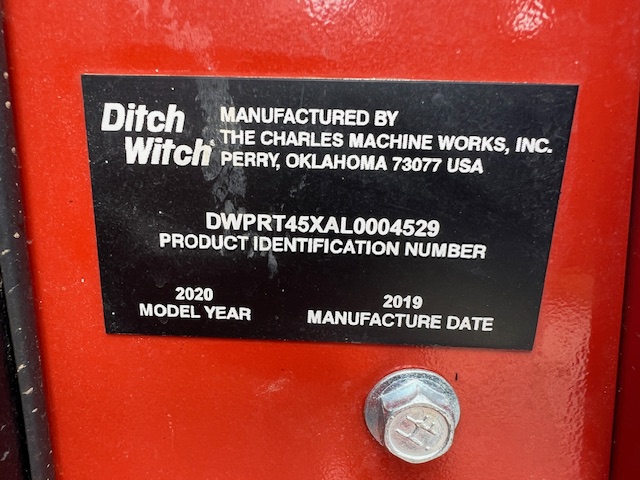 Ditch Witch
MANUFACTURED BY
THE CHARLES MACHINE WORKS, INC.
PERRY, OKLAHOMA 73077 USA
DWPRT45XAL0004529
PRODUCT IDENTIFICATION NUMBER
2020
MODEL YEAR
2019
MANUFACTURE DATE